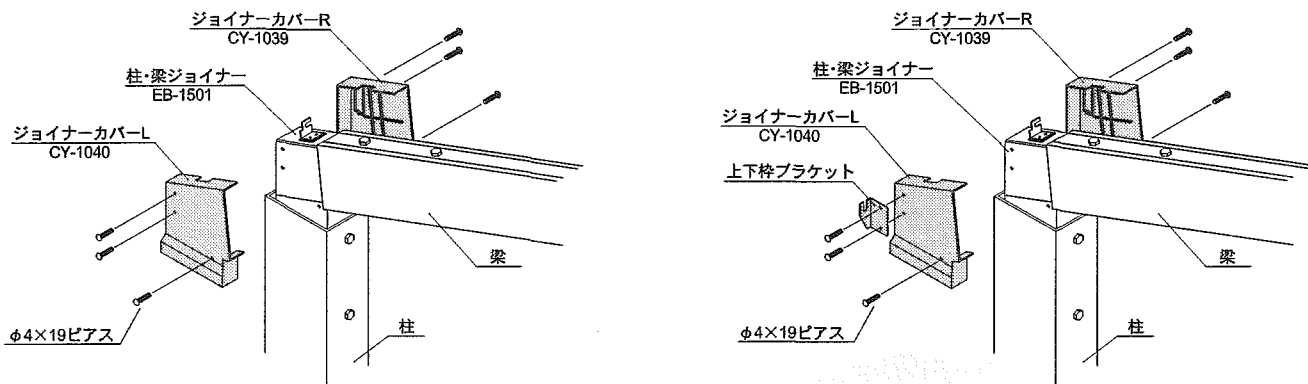 ジョイナーカバーR
CY-1039
柱・梁ジョイナー
EB-1501
ジョイナーカバーL
CY-1040
梁
柱
φ4×19ピアス
ジョイナーカバーR
CY-1039
柱・梁ジョイナー
EB-1501
ジョイナーカバーL
CY-1040
上下枠ブラケット
梁
柱
φ4×19ピアス